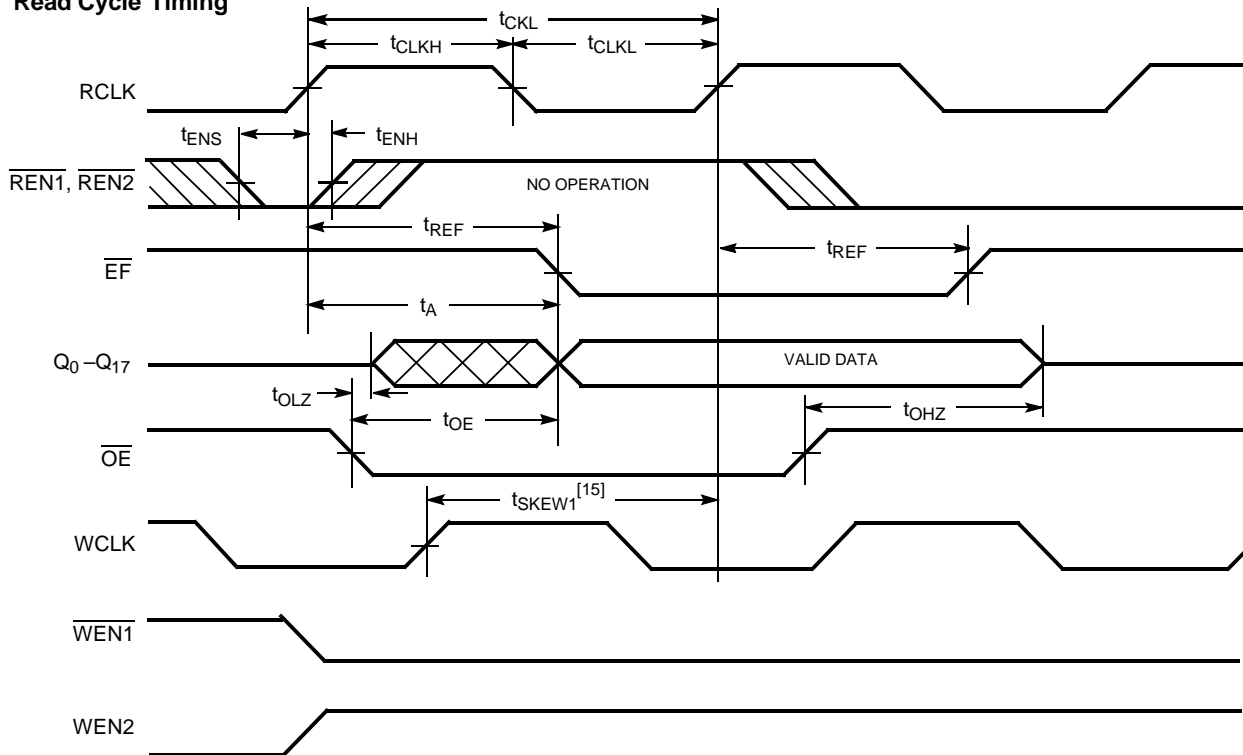 Read Cycle Timing
tCKL
tCLKH
tCLKL
RCLK
tENS
tENH
REN1, REN2
NO OPERATION
tREF
tREF
EF
tA
Q0 –Q17
VALID DATA
tOLZ
tOE
tOHZ
OE
tSKEW1[15]
WCLK
WEN1
WEN2